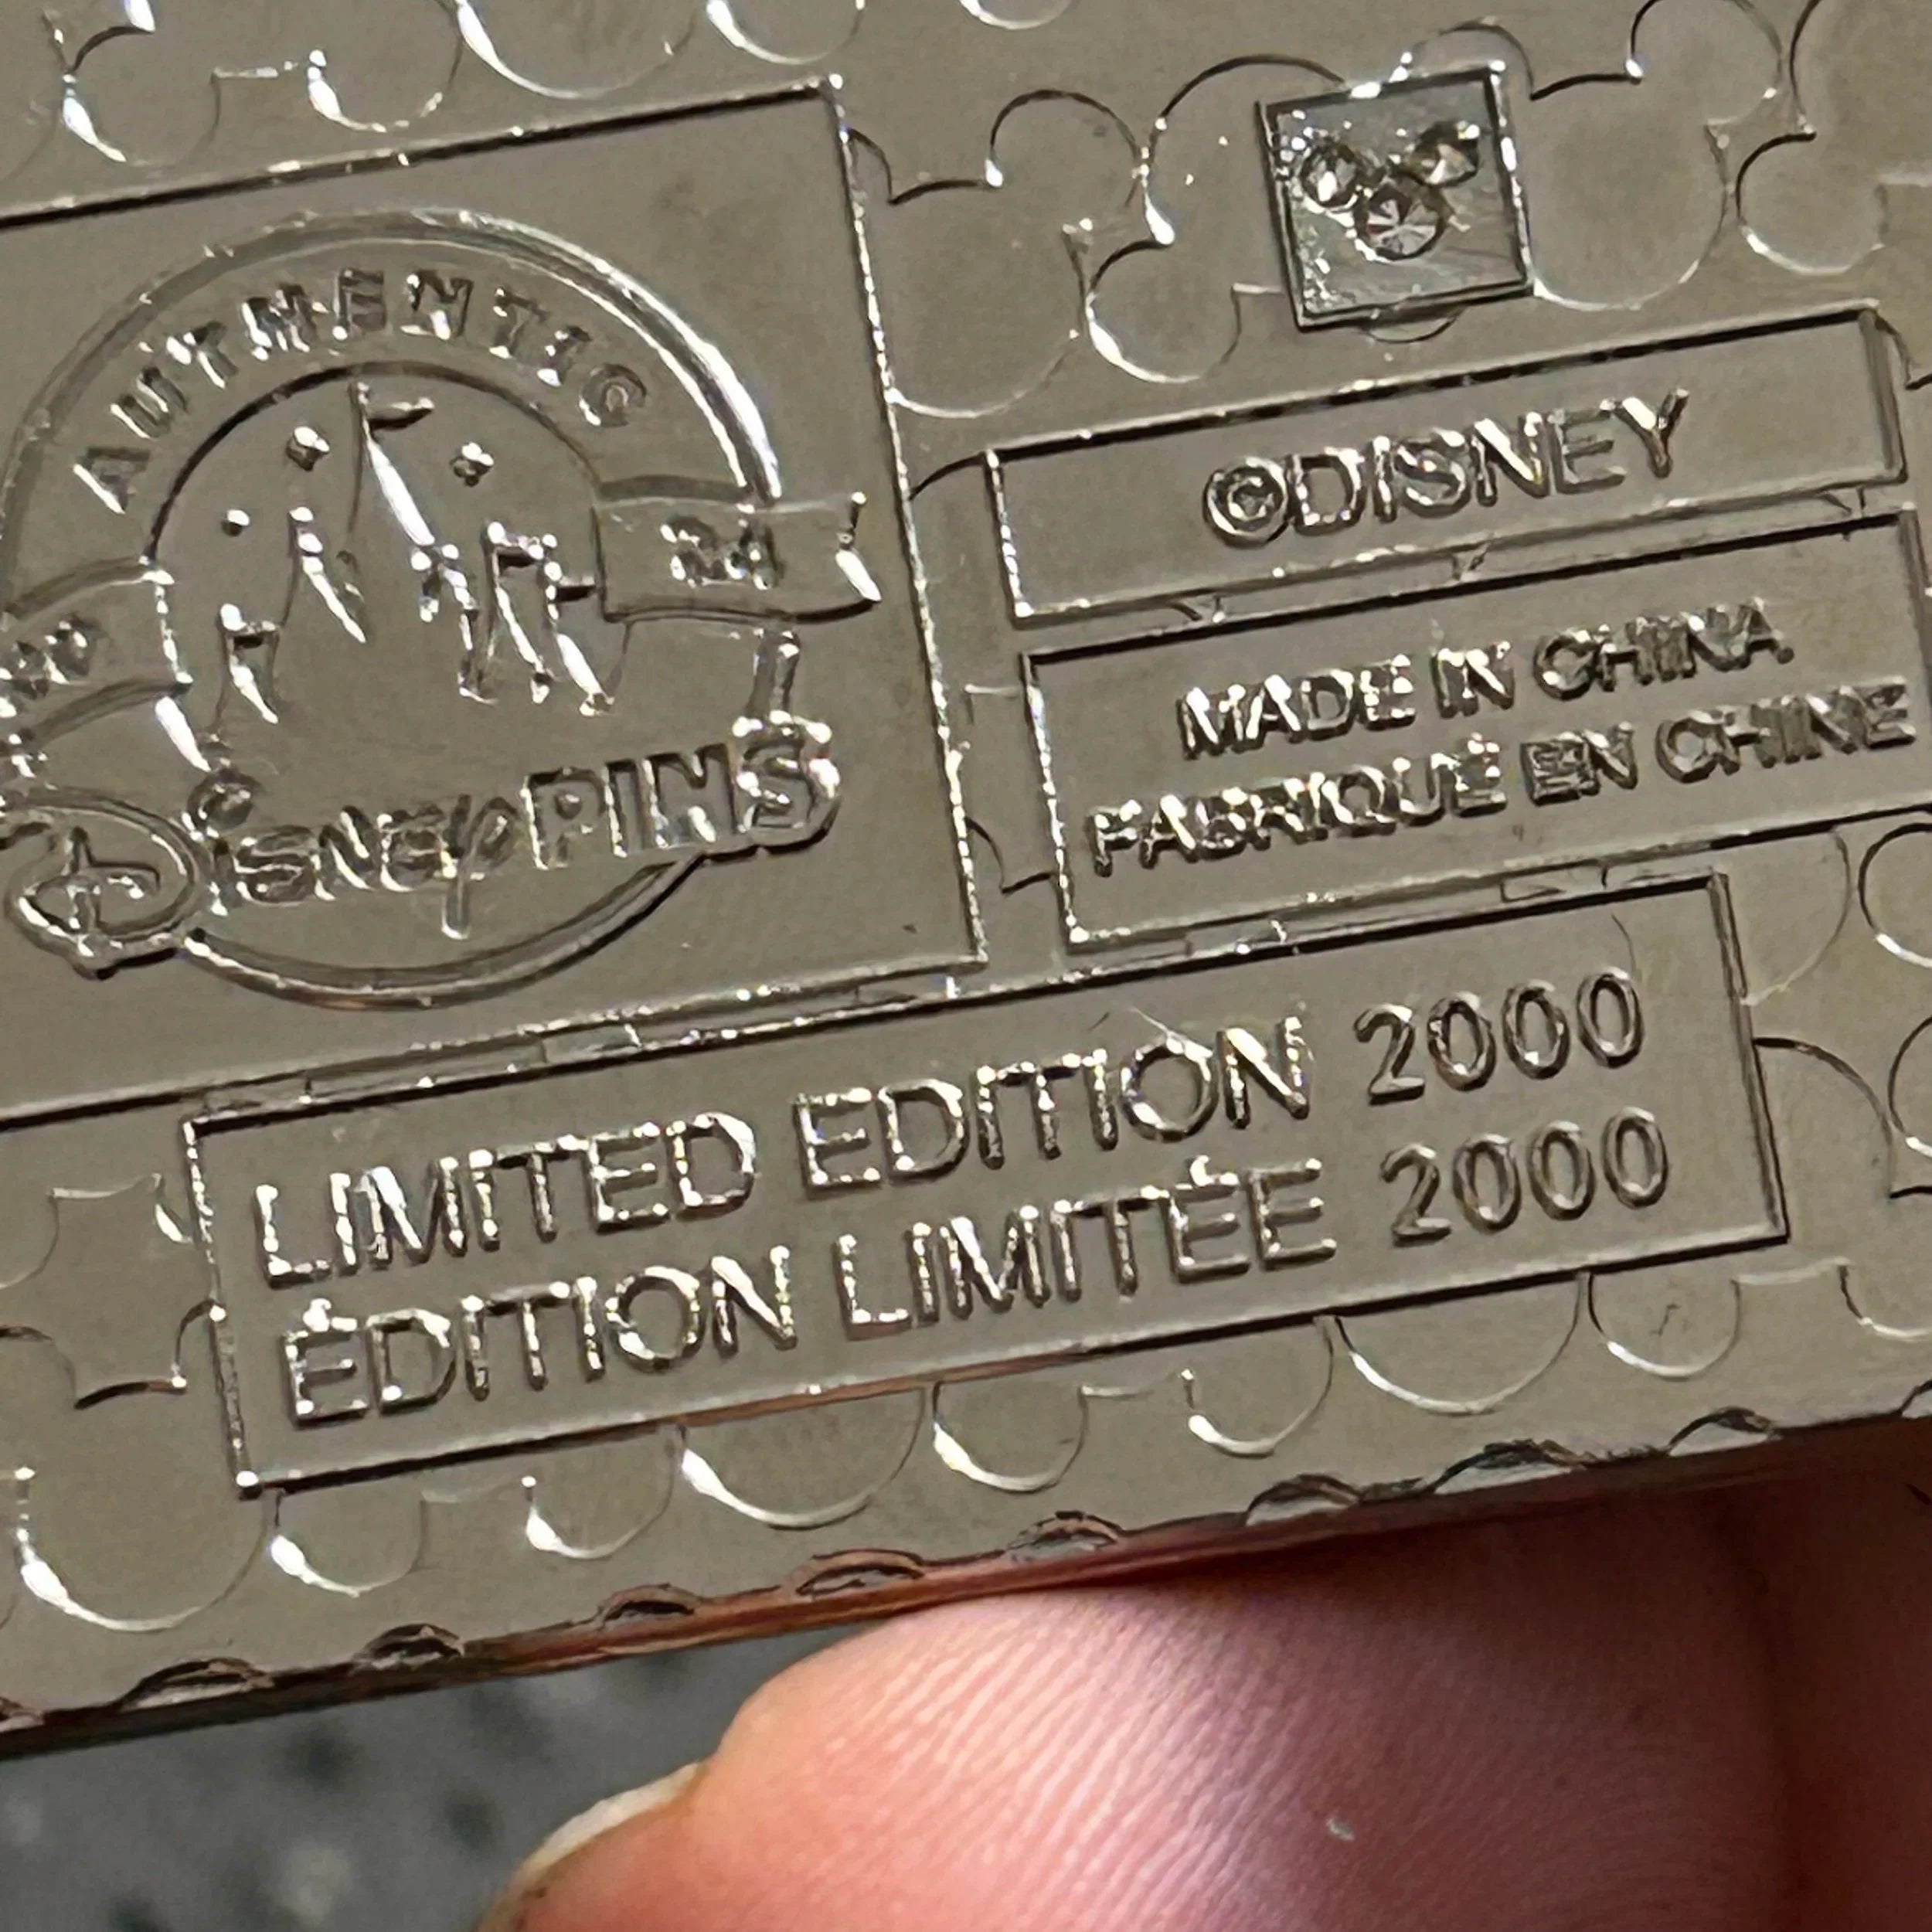 AUTHENTIC
24
Disney PINS
©DISNEY
MADE IN CHINA
FABRIQUÉ EN CHINE
LIMITED EDITION 2000
ÉDITION LIMITÉE 2000